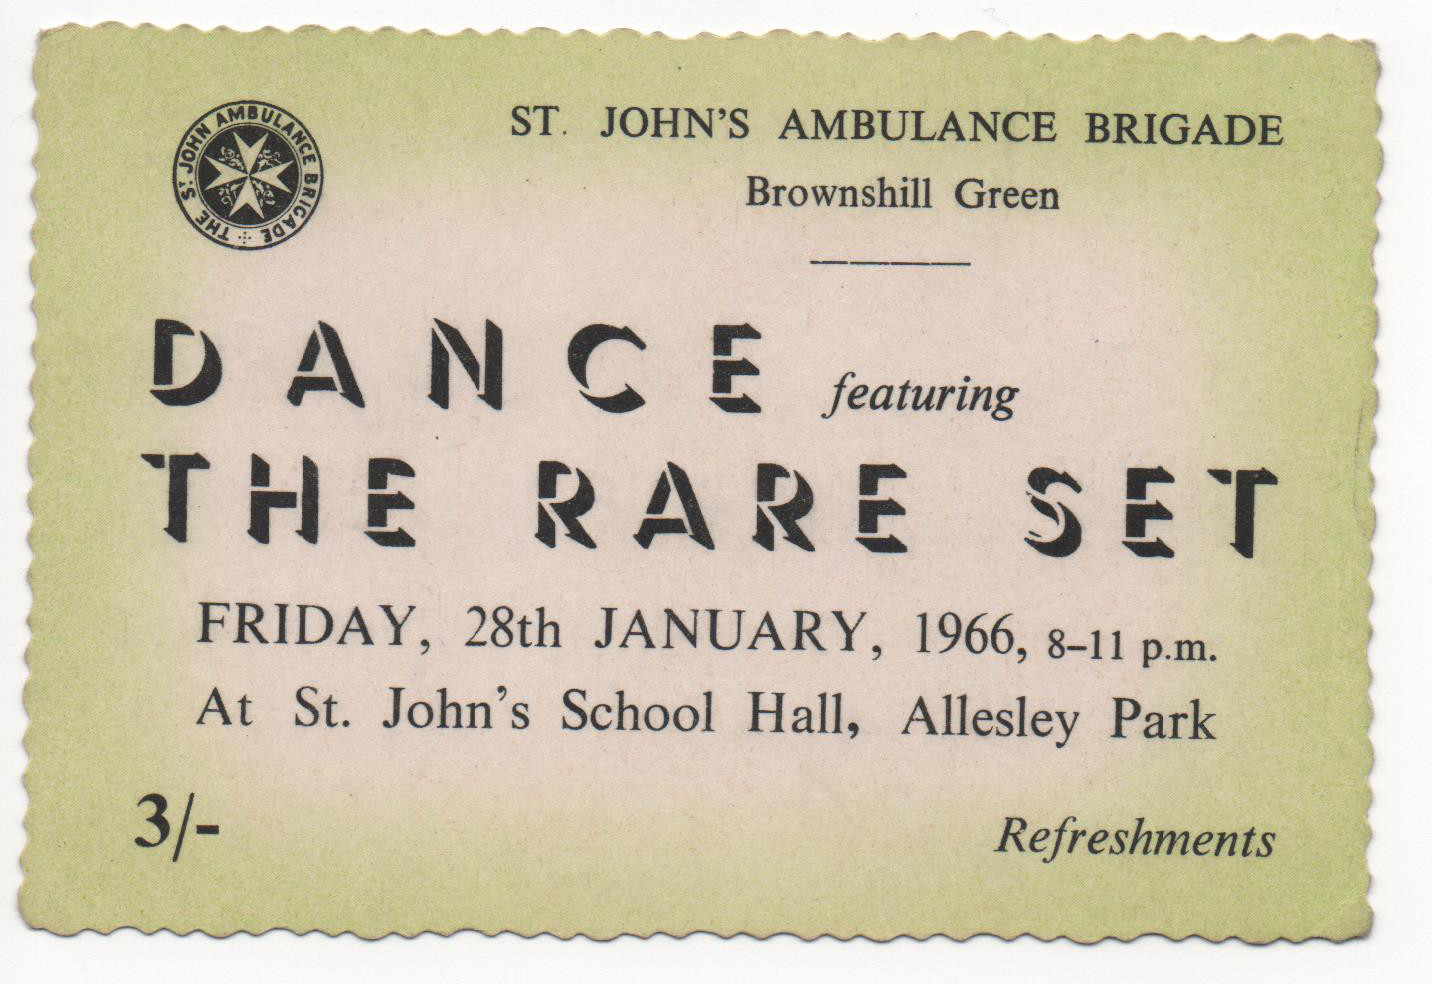 THE ST JOHN AMBULANCE BRIGADE
ST. JOHN'S AMBULANCE BRIGADE
Brownshill Green
DANCE featuring
THE RARE SET
FRIDAY, 28th JANUARY, 1966, 8–11 p.m.
At St. John's School Hall, Allesley Park
3/-
Refreshments